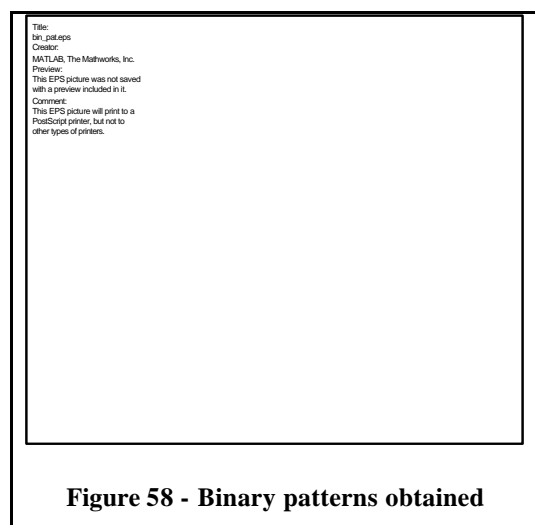 Title:
bin_pat.eps
Creator:
MATLAB, The Mathworks, Inc.
Preview:
This EPS picture was not saved
with a preview included in it.
Comment:
This EPS picture will print to a
PostScript printer, but not to
other types of printers.
Figure 58 - Binary patterns obtained